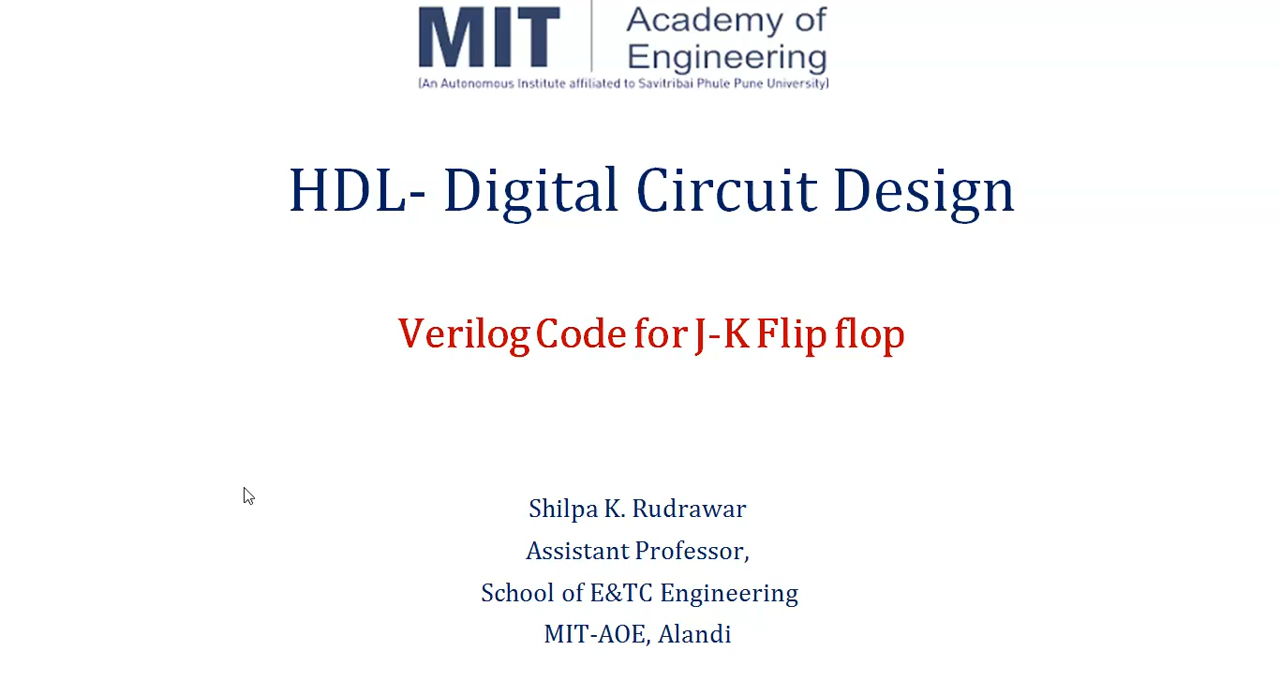 MIT
Academy of
Engineering
(An Autonomous Institute affiliated to Savitribai Phule Pune University)
HDL- Digital Circuit Design
Verilog Code for J-K Flip flop
Shilpa K. Rudrawar
Assistant Professor,
School of E&TC Engineering
MIT-AOE, Alandi